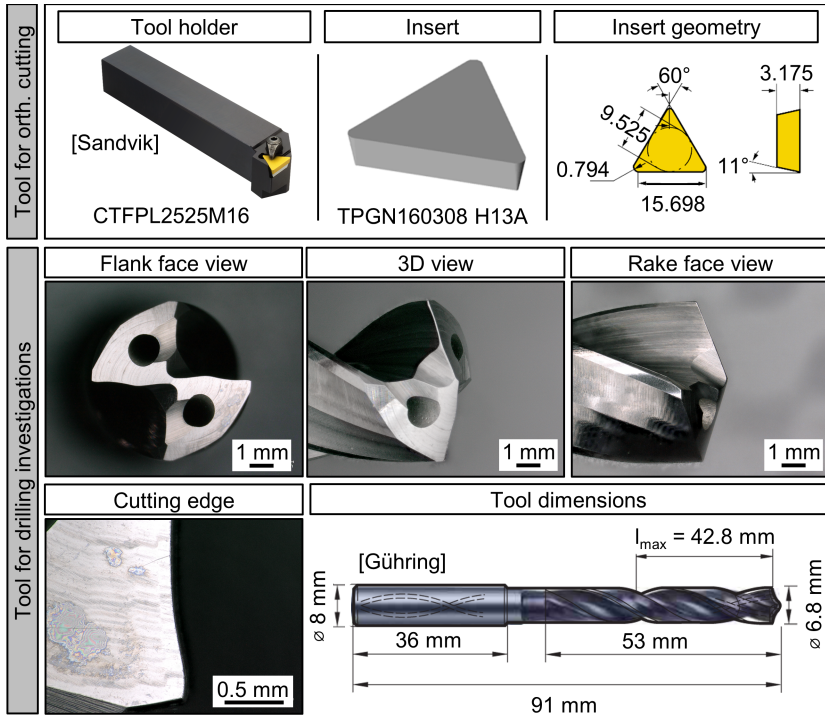 Tool for orth. cutting
Tool holder
Insert
Insert geometry
[Sandvik]
CTFPL2525M16
TPGN160308 H13A
60°
3.175
9.525
0.794
11°
15.698
Tool for drilling investigations
Flank face view
3D view
Rake face view
1 mm
1 mm
1 mm
Cutting edge
Tool dimensions
0.5 mm
[Gühring]
lmax = 42.8 mm
⌀ 8 mm
⌀ 6.8 mm
36 mm
53 mm
91 mm